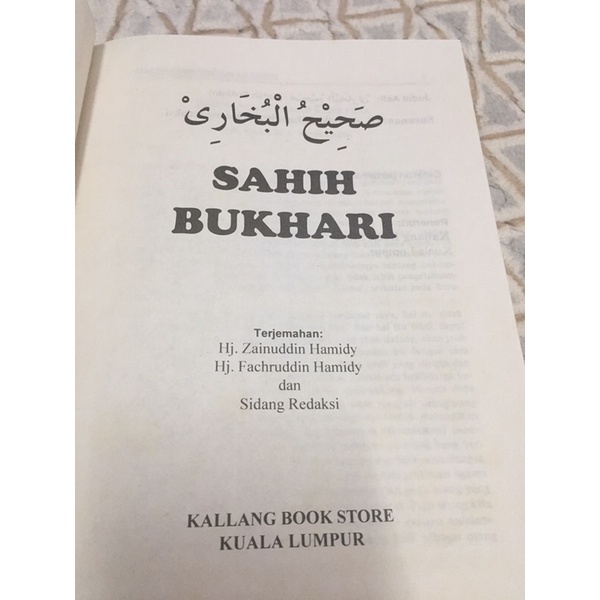 صَحِيْحُ الْبُخَارِىْ
SAHIH
BUKHARI
Terjemahan:
Hj. Zainuddin Hamidy
Hj. Fachruddin Hamidy
dan
Sidang Redaksi
KALLANG BOOK STORE
KUALA LUMPUR